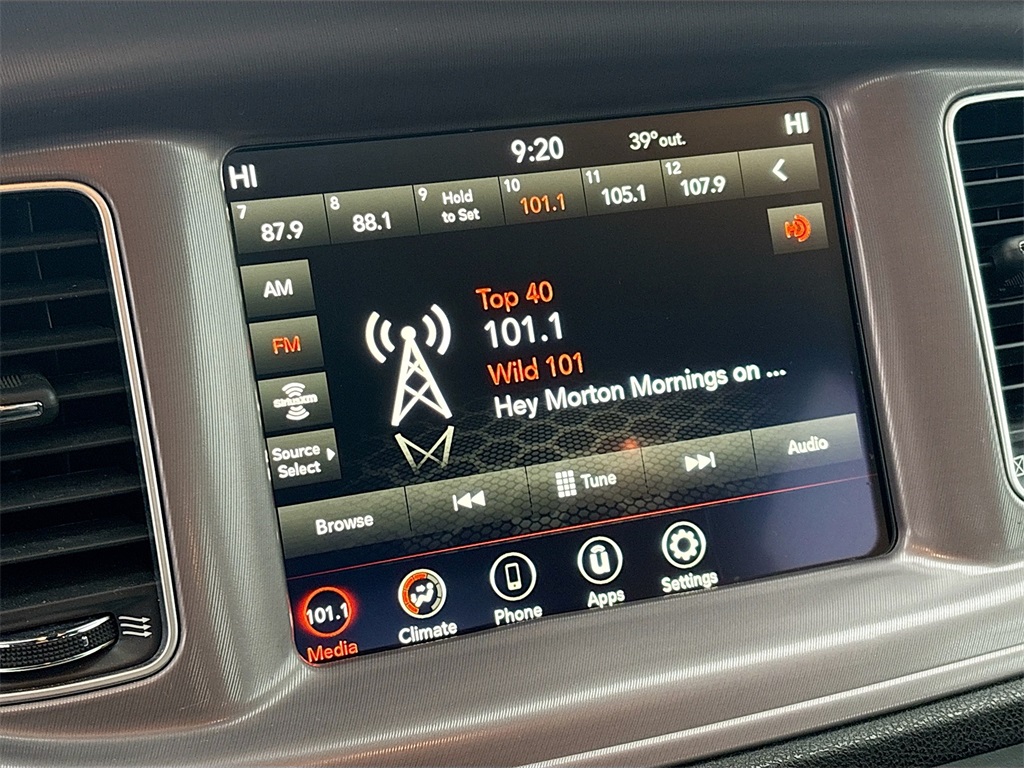 HI 9:20 39° out. HI
7 87.9
8 88.1
9 Hold
to Set
10 101.1
11 105.1
12 107.9
AM
FM
SiriusXM
Source
Select
Top 40
101.1
Wild 101
Hey Morton Mornings on ...
Browse Tune Audio
101.1
Media
Climate
Phone
Apps
Settings